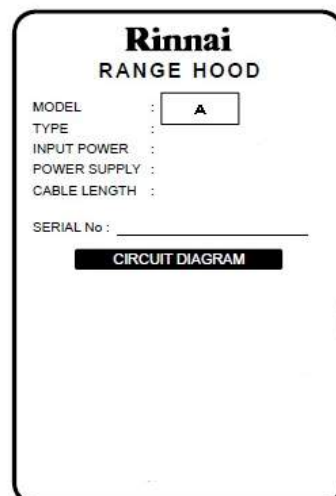 Rinnai
RANGE HOOD
MODEL : A
TYPE :
INPUT POWER :
POWER SUPPLY :
CABLE LENGTH :
SERIAL No :
CIRCUIT DIAGRAM